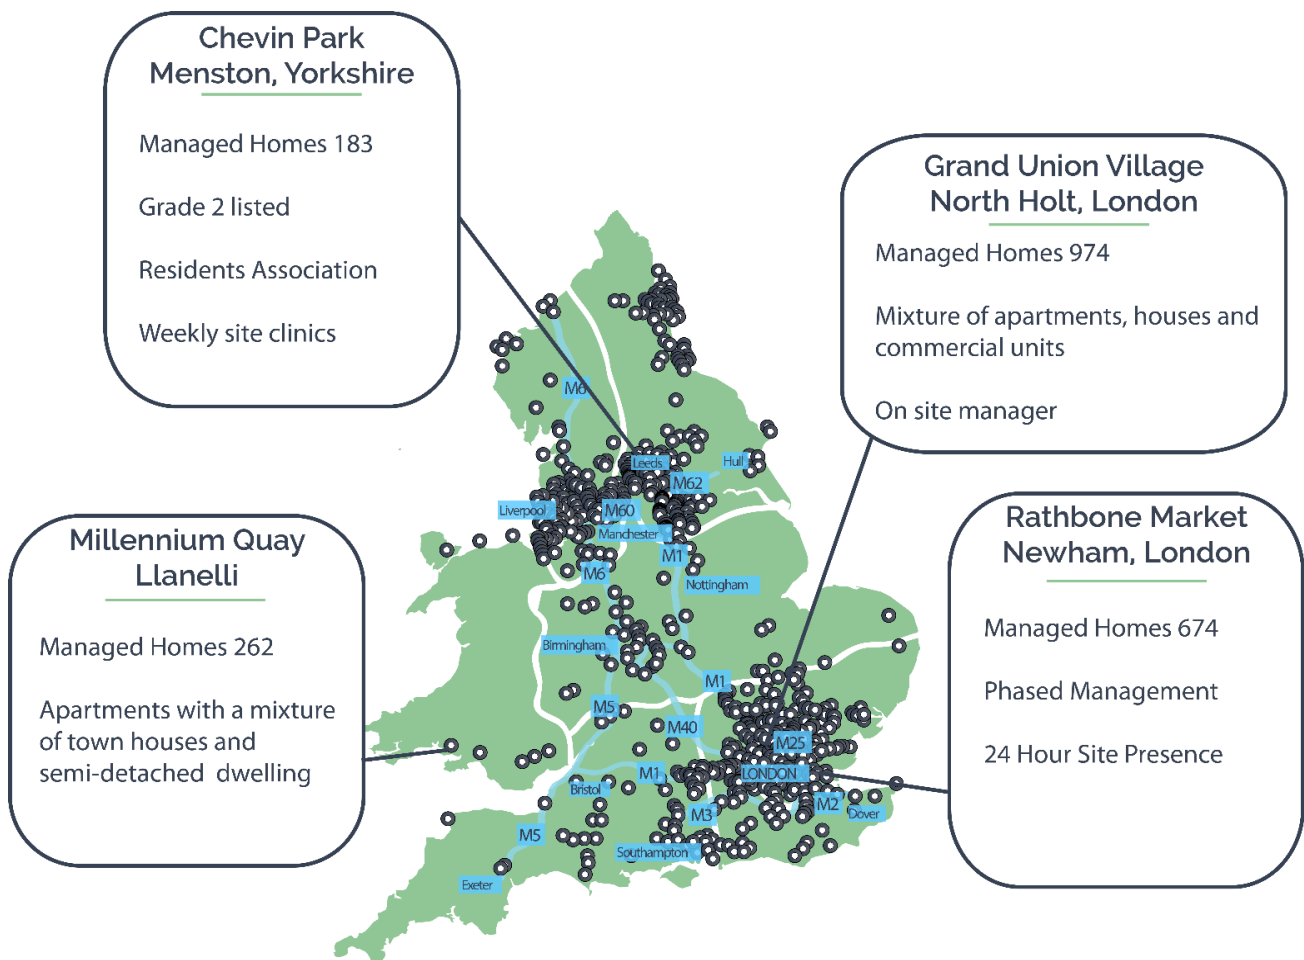 Chevin Park
Menston, Yorkshire
Managed Homes 183
Grade 2 listed
Residents Association
Weekly site clinics
Grand Union Village
North Holt, London
Managed Homes 974
Mixture of apartments, houses and
commercial units
On site manager
Millennium Quay
Llanelli
Managed Homes 262
Apartments with a mixture
of town houses and
semi-detached dwelling
Rathbone Market
Newham, London
Managed Homes 674
Phased Management
24 Hour Site Presence
M6
Leeds
Hull
M62
Liverpool
M60
Manchester
M1
M6
Nottingham
Birmingham
M1
M5
M40
M25
M1
LONDON
Bristol
M2
M3
Dover
M5
Southampton
Exeter